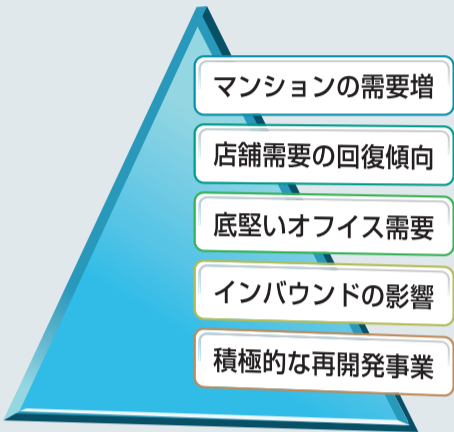 マンションの需要増
店舗需要の回復傾向
底堅いオフィス需要
インバウンドの影響
積極的な再開発事業